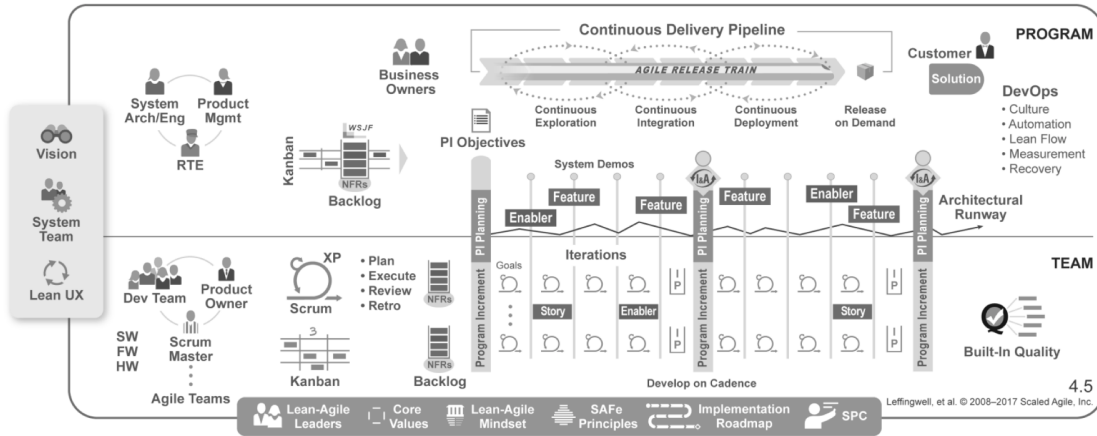 Continuous Delivery Pipeline
PROGRAM
AGILE RELEASE TRAIN
Continuous
Exploration
Continuous
Integration
Continuous
Deployment
Release
on Demand
Customer
Solution
DevOps
• Culture
• Automation
• Lean Flow
• Measurement
• Recovery
Business
Owners
System
Arch/Eng
Product
Mgmt
RTE
Vision
System
Team
Lean UX
Kanban
WSJF
NFRs
Backlog
PI Objectives
System Demos
I&A
I&A
Feature
Enabler
Feature
Feature
Enabler
Feature
Architectural
Runway
PI Planning
PI Planning
PI Planning
TEAM
Dev Team
Product
Owner
Scrum
Master
SW
FW
HW
Agile Teams
XP
Scrum
• Plan
• Execute
• Review
• Retro
NFRs
3
Kanban
NFRs
Backlog
Program Increment
Program Increment
Program Increment
Goals
Iterations
Story
Enabler
Story
I P
I P
I P
I P
Develop on Cadence
Built-In Quality
4.5
Leffingwell, et al. © 2008–2017 Scaled Agile, Inc.
Lean-Agile
Leaders
Core
Values
Lean-Agile
Mindset
SAFe
Principles
Implementation
Roadmap
SPC